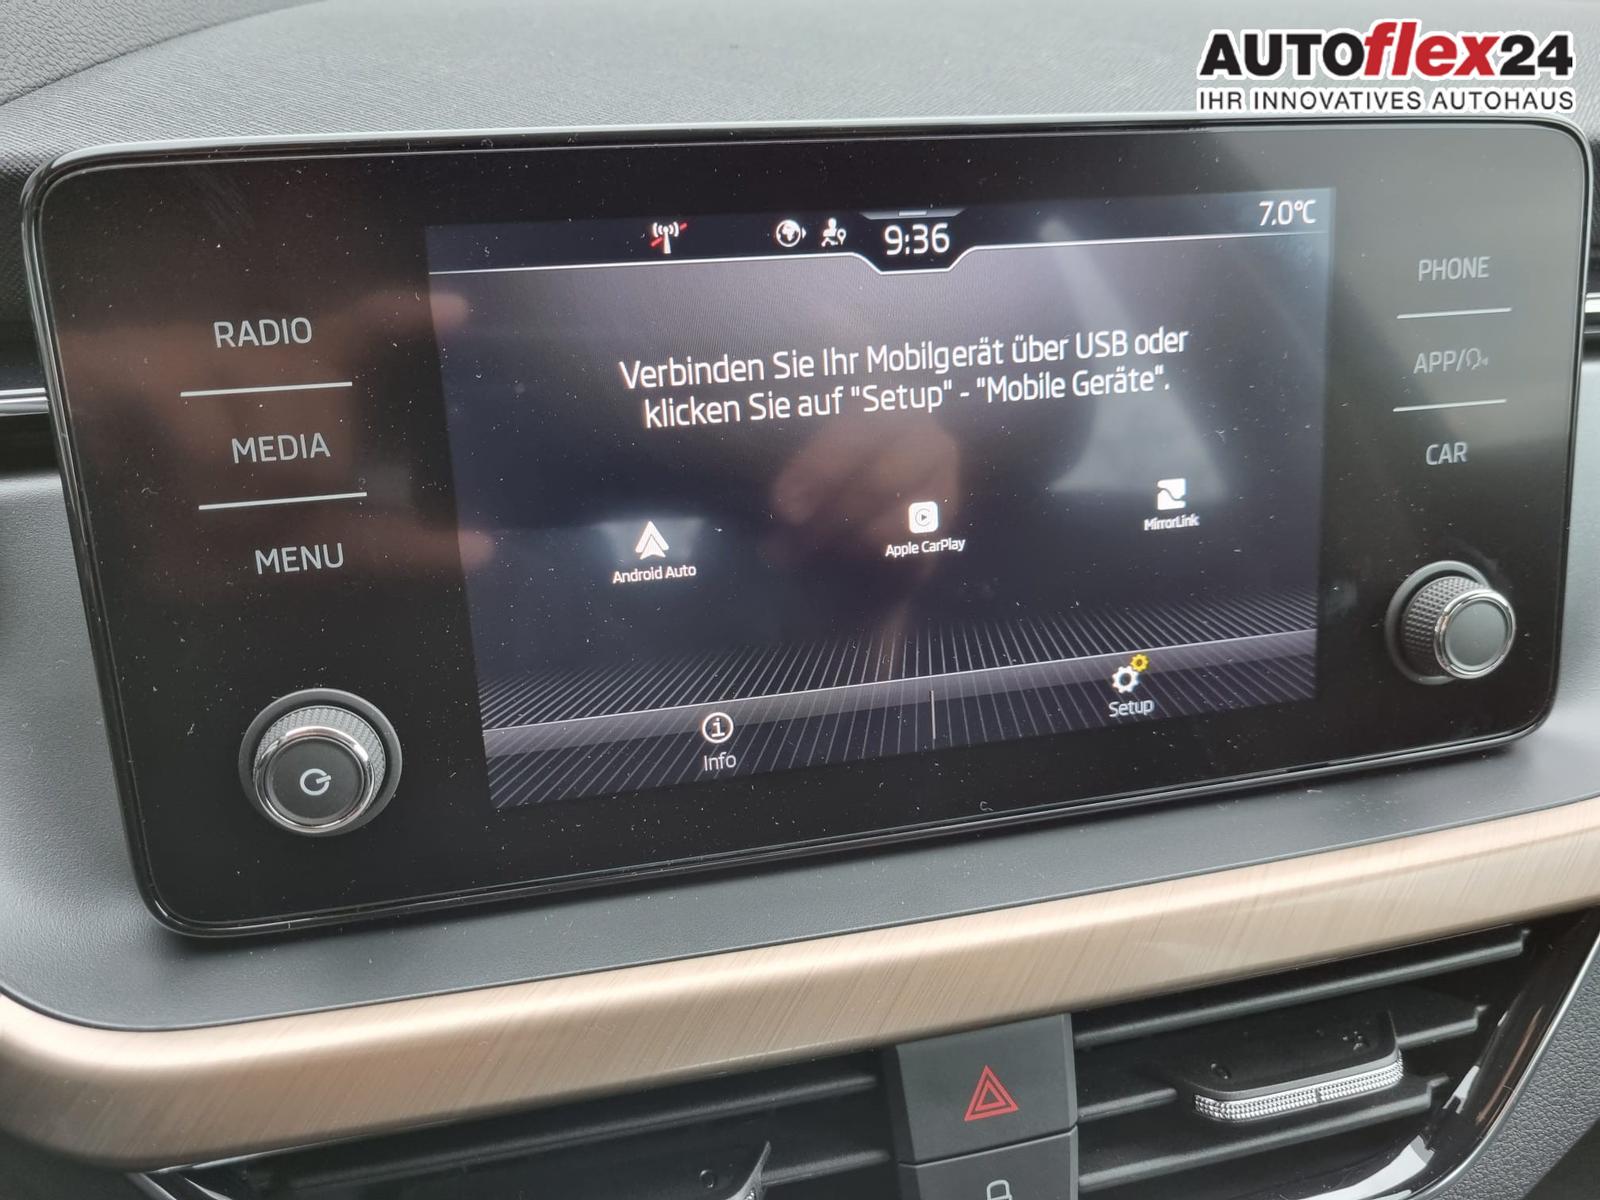 AUTOflex24
IHR INNOVATIVES AUTOHAUS
9:36
7.0°C
RADIO
MEDIA
MENU
PHONE
APP/
CAR
Verbinden Sie Ihr Mobilgerät über USB oder
klicken Sie auf "Setup" - "Mobile Geräte".
Android Auto
Apple CarPlay
MirrorLink
Info
Setup